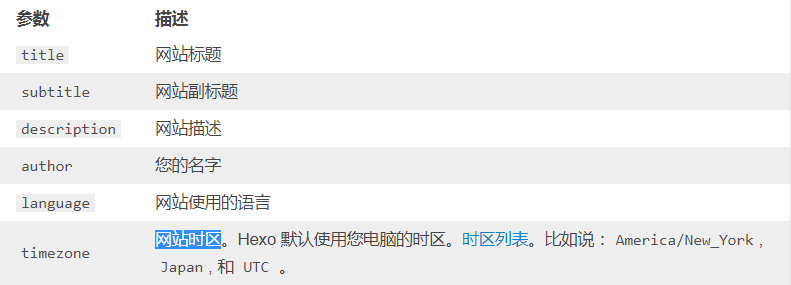 参数 描述
title 网站标题
subtitle 网站副标题
description 网站描述
author 您的名字
language 网站使用的语言
timezone 网站时区。Hexo 默认使用您电脑的时区。时区列表。比如说：America/New_York,
Japan, 和 UTC 。